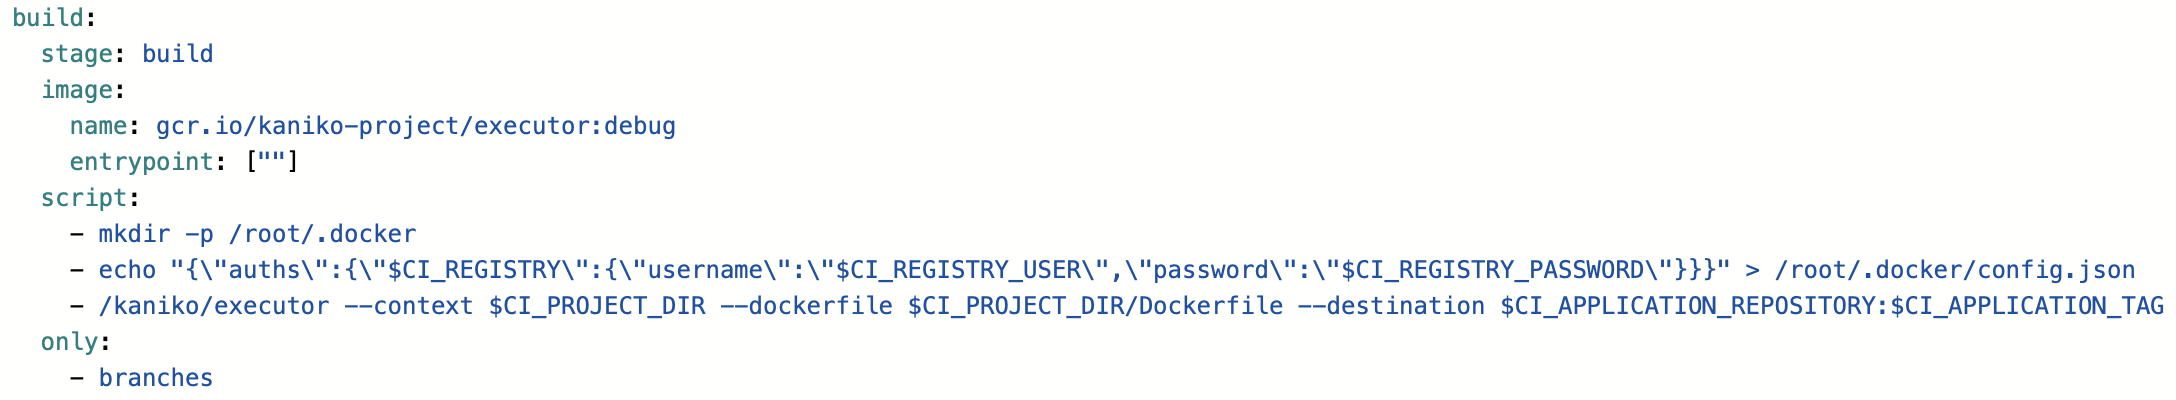 build:
  stage: build
  image:
    name: gcr.io/kaniko-project/executor:debug
    entrypoint: [""]
  script:
    - mkdir -p /root/.docker
    - echo "{\"auths\":{\"$CI_REGISTRY\":{\"username\":\"$CI_REGISTRY_USER\",\"password\":\"$CI_REGISTRY_PASSWORD\"}}}" > /root/.docker/config.json
    - /kaniko/executor --context $CI_PROJECT_DIR --dockerfile $CI_PROJECT_DIR/Dockerfile --destination $CI_APPLICATION_REPOSITORY:$CI_APPLICATION_TAG
  only:
    - branches